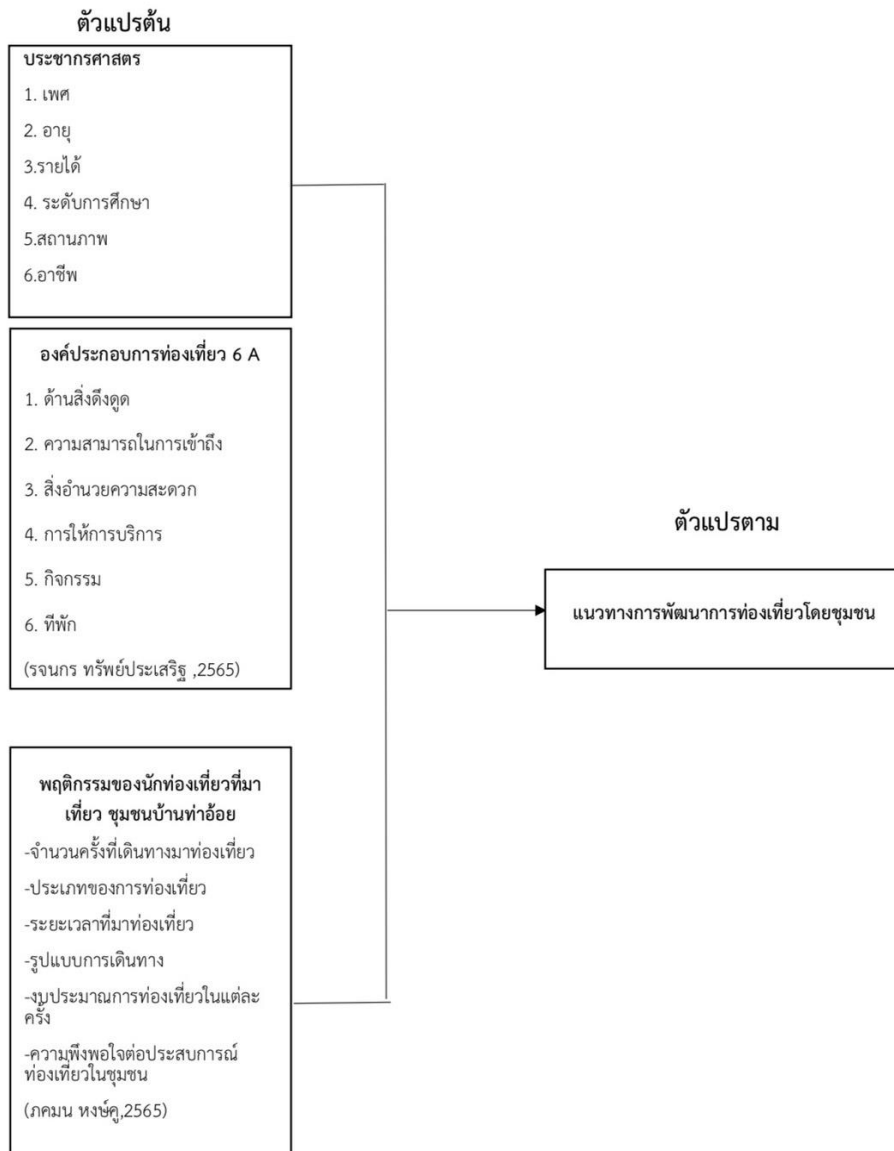 ตัวแปรต้น
ประชากรศาสตร
1. เพศ
2. อายุ
3.รายได้
4. ระดับการศึกษา
5.สถานภาพ
6.อาชีพ
องค์ประกอบการท่องเที่ยว 6 A
1. ด้านสิ่งดึงดูด
2. ความสามารถในการเข้าถึง
3. สิ่งอำนวยความสะดวก
4. การให้การบริการ
5. กิจกรรม
6. ที่พัก
(รจนกร ทรัพย์ประเสริฐ ,2565)
ตัวแปรตาม
แนวทางการพัฒนาการท่องเที่ยวโดยชุมชน
พฤติกรรมของนักท่องเที่ยวที่มา
เที่ยว ชุมชนบ้านท่าอ้อย
-จำนวนครั้งที่เดินทางมาท่องเที่ยว
-ประเภทของการท่องเที่ยว
-ระยะเวลาที่มาท่องเที่ยว
-รูปแบบการเดินทาง
-งบประมาณการท่องเที่ยวในแต่ละ
ครั้ง
-ความพึงพอใจต่อประสบการณ์
ท่องเที่ยวในชุมชน
(ภคมน หงษ์คู,2565)